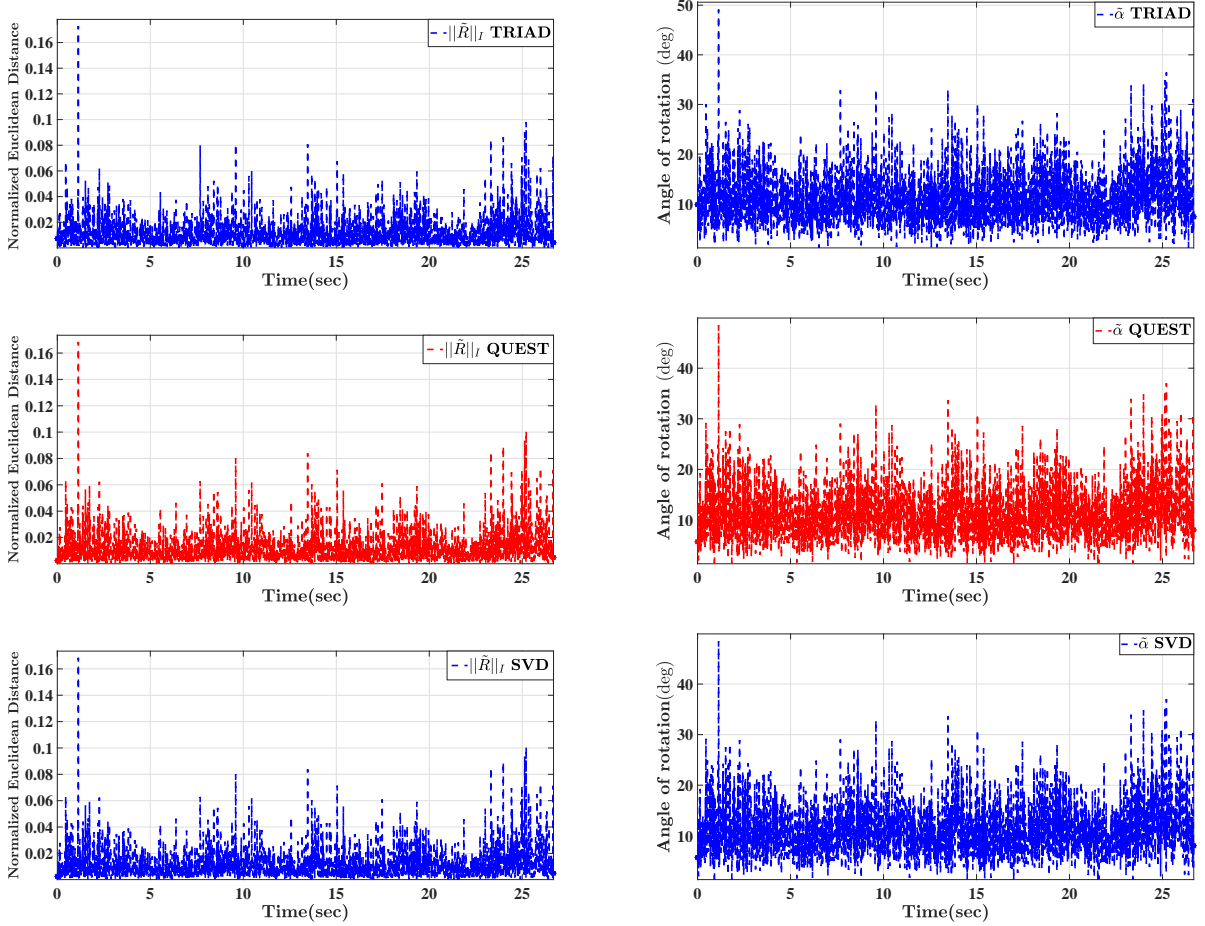 Normalized Euclidean Distance
0.16
0.14
0.12
0.1
0.08
0.06
0.04
0.02
||R̃||_I TRIAD
0 5 10 15 20 25
Time(sec)
Angle of rotation (deg)
50
40
30
20
10
α̃ TRIAD
0 5 10 15 20 25
Time(sec)
Normalized Euclidean Distance
0.16
0.14
0.12
0.1
0.08
0.06
0.04
0.02
||R̃||_I QUEST
0 5 10 15 20 25
Time(sec)
Angle of rotation (deg)
40
30
20
10
α̃ QUEST
0 5 10 15 20 25
Time(sec)
Normalized Euclidean Distance
0.16
0.14
0.12
0.1
0.08
0.06
0.04
0.02
||R̃||_I SVD
0 5 10 15 20 25
Time(sec)
Angle of rotation(deg)
40
30
20
10
α̃ SVD
0 5 10 15 20 25
Time(sec)